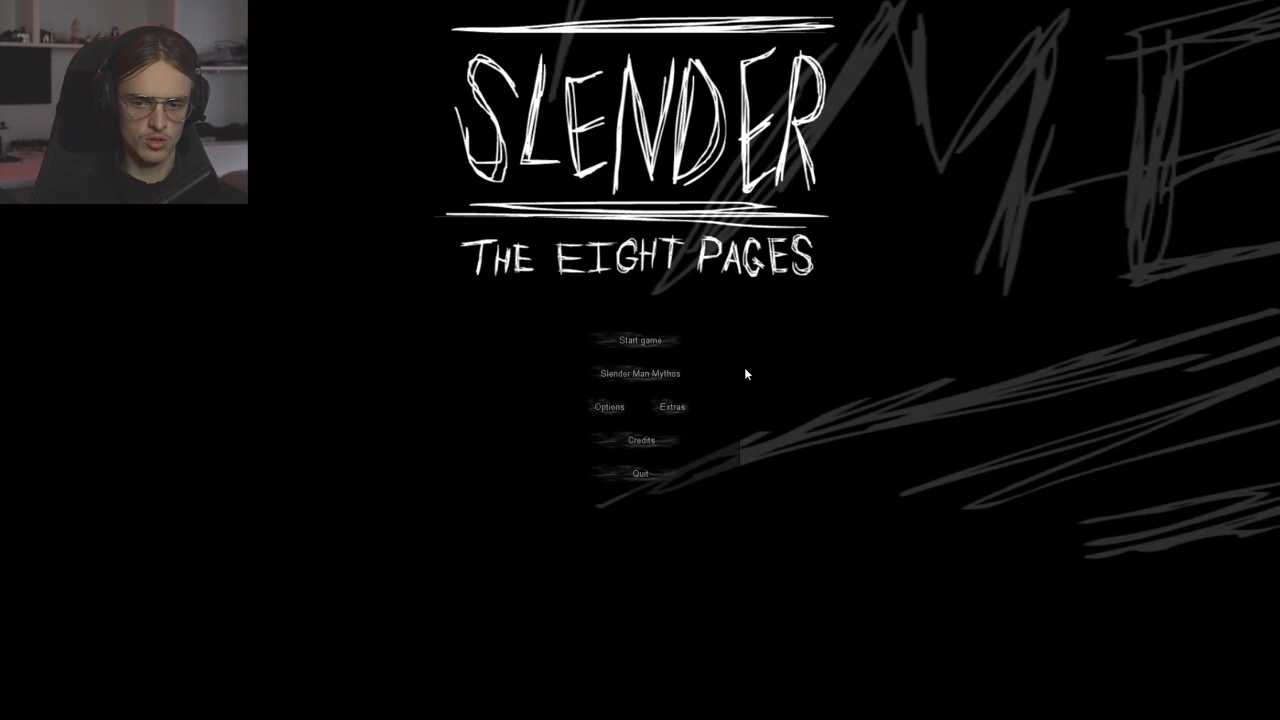 SLENDER
THE EIGHT PAGES
Start game
Slender Man Mythos
Options Extras
Credits
Quit